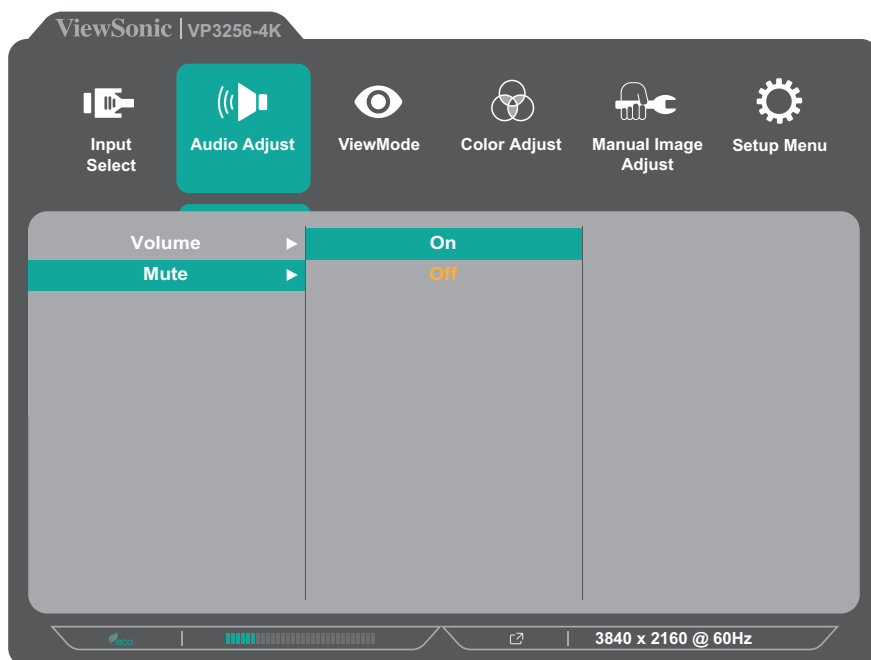 ViewSonic | VP3256-4K
Input Select
Audio Adjust
ViewMode
Color Adjust
Manual Image Adjust
Setup Menu
Volume
On
Mute
Off
eco
3840 x 2160 @ 60Hz